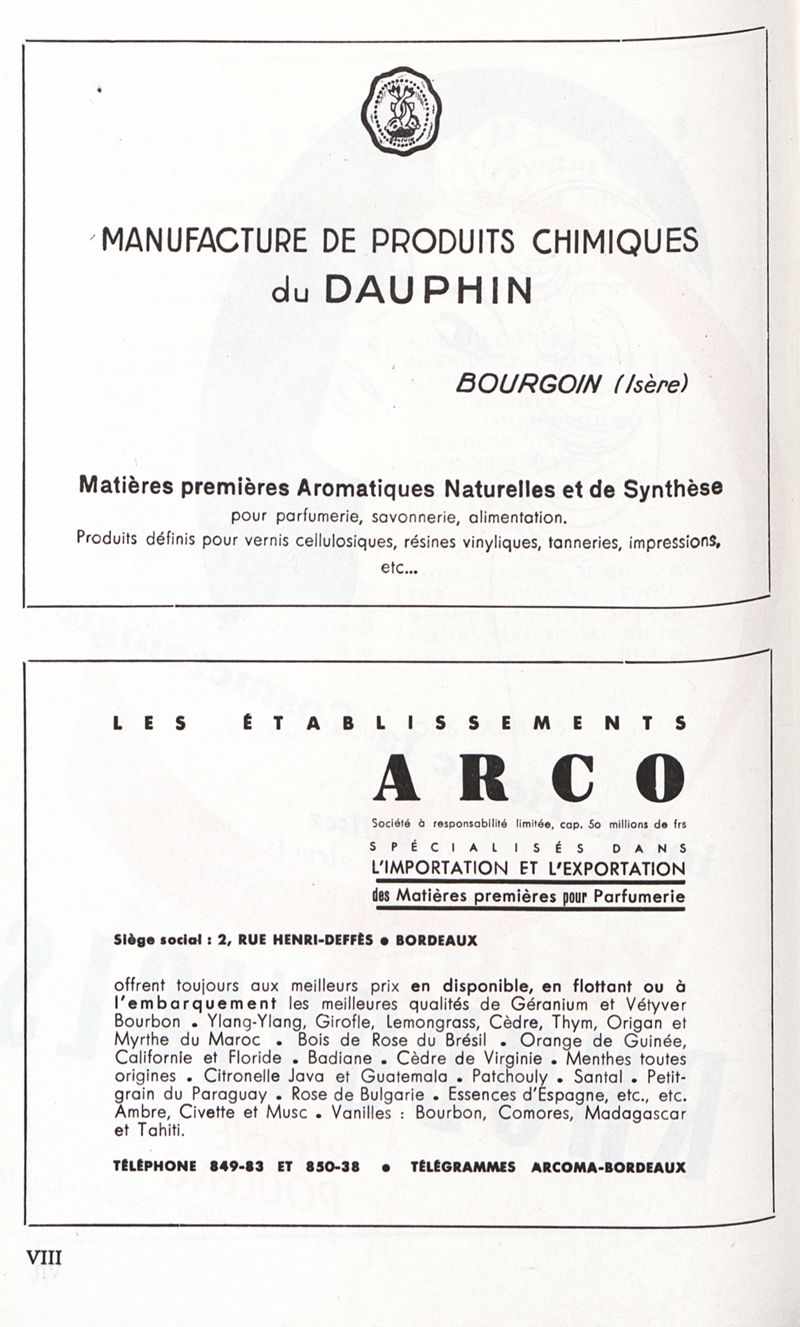 MANUFACTURE DE PRODUITS CHIMIQUES
du DAUPHIN
BOURGOIN (Isère)
Matières premières Aromatiques Naturelles et de Synthèse
pour parfumerie, savonnerie, alimentation.
Produits définis pour vernis cellulosiques, résines vinyliques, tanneries, impressions,
etc...
LES ÉTABLISSEMENTS
ARCO
Société à responsabilité limitée, cap. 5o millions de frs
SPÉCIALISÉS DANS
L'IMPORTATION ET L'EXPORTATION
des Matières premières pour Parfumerie
Siège social : 2, RUE HENRI-DEFFÈS • BORDEAUX
offrent toujours aux meilleurs prix en disponible, en flottant ou à
l'embarquement les meilleures qualités de Géranium et Vétyver
Bourbon • Ylang-Ylang, Girofle, Lemongrass, Cèdre, Thym, Origan et
Myrthe du Maroc • Bois de Rose du Brésil • Orange de Guinée,
Californie et Floride • Badiane • Cèdre de Virginie • Menthes toutes
origines • Citronelle Java et Guatemala • Patchouly • Santal • Petit-
grain du Paraguay • Rose de Bulgarie • Essences d'Espagne, etc., etc.
Ambre, Civette et Musc • Vanilles : Bourbon, Comores, Madagascar
et Tahiti.
TÉLÉPHONE 849-83 ET 850-38 • TÉLÉGRAMMES ARCOMA-BORDEAUX
VIII